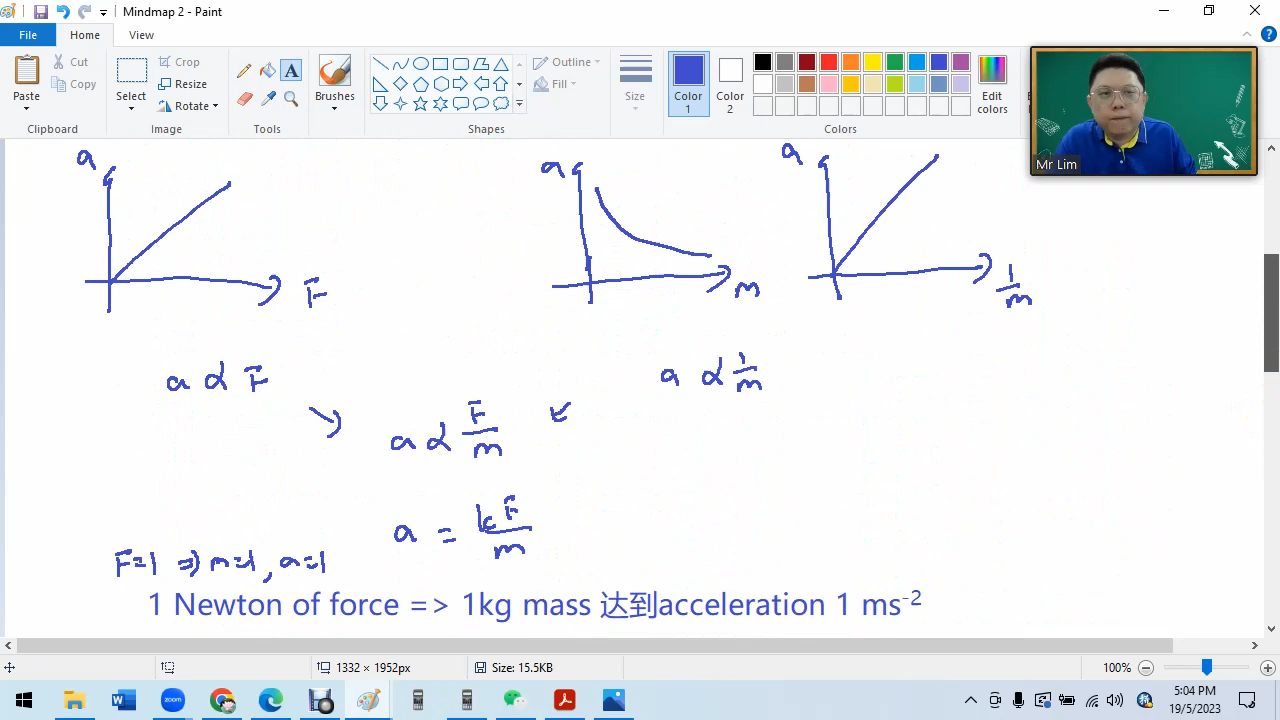 Mindmap 2 - Paint
File Home View
Paste Cut Copy Clipboard
Select Crop Resize Rotate Image
Tools
Brushes
Outline Fill Shapes
Size
Color 1 Color 2 Edit colors Colors
Mr Lim
a F
a m
a 1/m
a ∝ F
a ∝ 1/m
a ∝ F/m
a = kF/m
F=1 => m=1, a=1
1 Newton of force => 1kg mass 达到acceleration 1 ms⁻²
1332 × 1952px Size: 15.5KB 100%
zoom
5:04 PM
19/5/2023